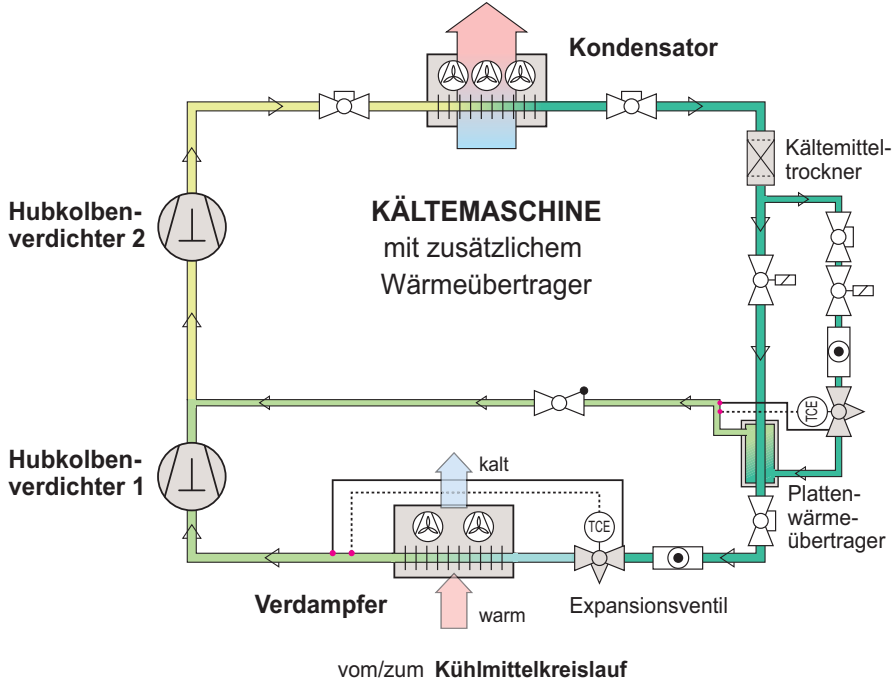 Kondensator
Kältemittel-
trockner
Hubkolben-
verdichter 2
KÄLTEMASCHINE
mit zusätzlichem
Wärmeübertrager
TCE
Hubkolben-
verdichter 1
kalt
Platten-
wärme-
übertrager
TCE
Verdampfer
warm
Expansionsventil
vom/zum Kühlmittelkreislauf